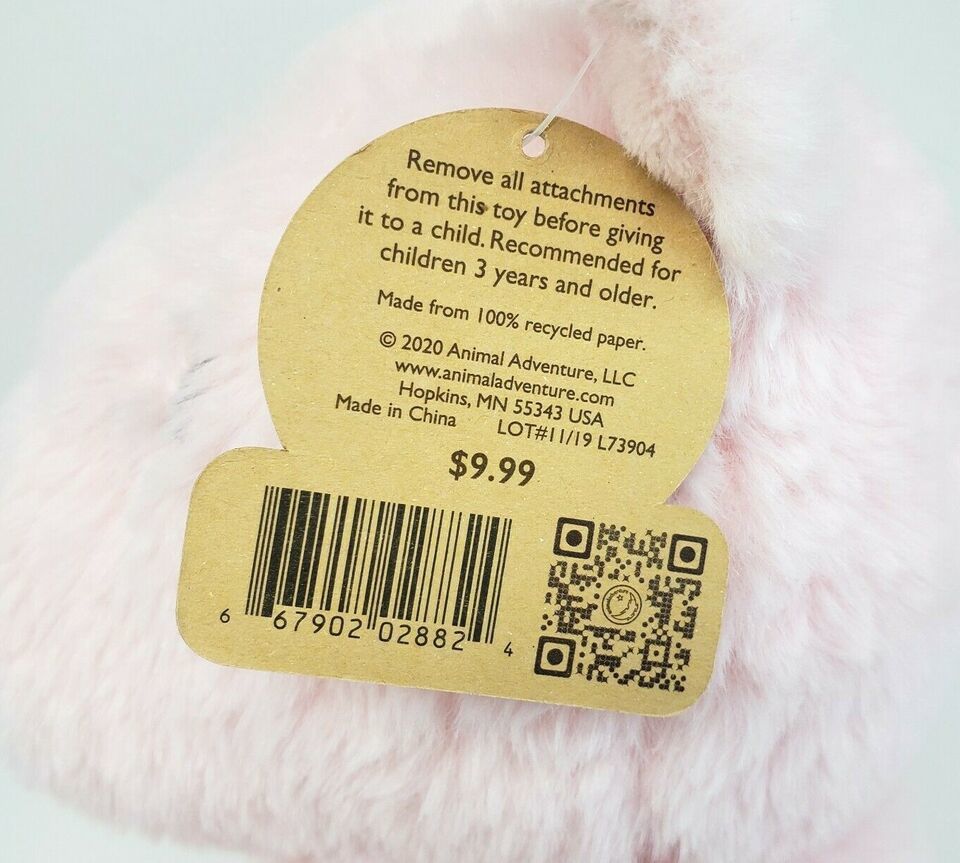 Remove all attachments
from this toy before giving
it to a child. Recommended for
children 3 years and older.
Made from 100% recycled paper.
© 2020 Animal Adventure, LLC
www.animaladventure.com
Hopkins, MN 55343 USA
Made in China LOT#11/19 L73904
$9.99
6 67902 02882 4